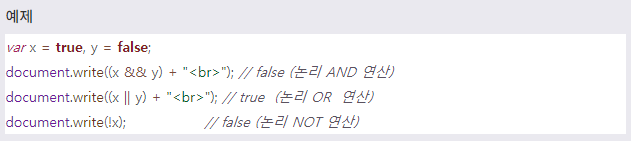 예제
var x = true, y = false;
document.write((x && y) + "<br>"); // false (논리 AND 연산)
document.write((x || y) + "<br>"); // true  (논리 OR  연산)
document.write(!x);                // false (논리 NOT 연산)